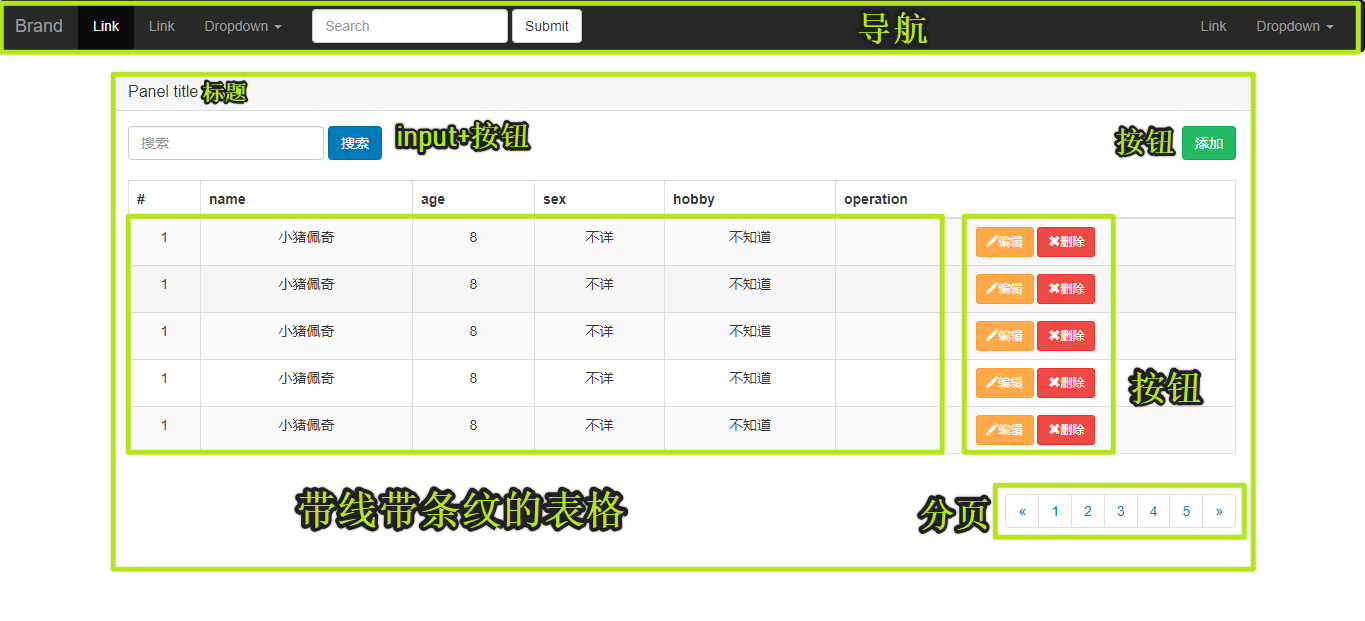 Brand Link Link Dropdown Search Submit 导航 Link Dropdown
Panel title 标题
搜索 搜索 input+按钮 按钮 添加
# name age sex hobby operation
1 小猪佩奇 8 不详 不知道 编辑 删除
1 小猪佩奇 8 不详 不知道 编辑 删除
1 小猪佩奇 8 不详 不知道 编辑 删除
1 小猪佩奇 8 不详 不知道 编辑 删除 按钮
1 小猪佩奇 8 不详 不知道 编辑 删除
带线带条纹的表格 分页 « 1 2 3 4 5 »